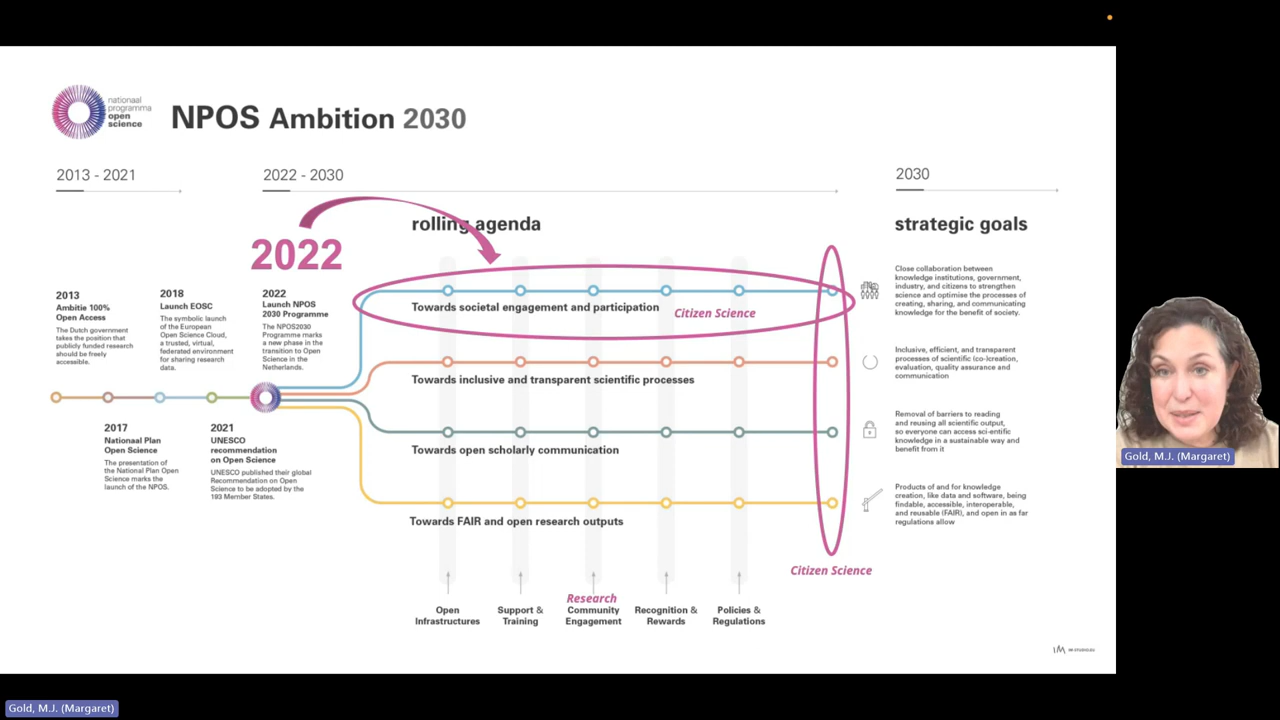 nationaal
programma
open
science
NPOS Ambition 2030
2013 - 2021
2022 - 2030
2030
rolling agenda
strategic goals
2022
2013
Ambitie 100%
Open Access
The Dutch government
takes the position that
publicly funded research
should be freely
accessible.
2018
Launch EOSC
The symbolic launch
of the European
Open Science Cloud,
a trusted, virtual,
federated environment
for sharing research
data.
2022
Launch NPOS
2030 Programme
The NPOS2030
Programme marks
a new phase in the
transition to Open
Science in the
Netherlands.
2017
Nationaal Plan
Open Science
The presentation of
the National Plan Open
Science marks the
launch of the NPOS.
2021
UNESCO
recommendation
on Open Science
UNESCO published their global
Recommendation on Open
Science to be adopted by the
193 Member States.
Towards societal engagement and participation
Citizen Science
Towards inclusive and transparent scientific processes
Towards open scholarly communication
Towards FAIR and open research outputs
Citizen Science
Open
Infrastructures
Support &
Training
Research
Community
Engagement
Recognition &
Rewards
Policies &
Regulations
Close collaboration between
knowledge institutions, government,
industry, and citizens to strengthen
science and optimise the processes of
creating, sharing, and communicating
knowledge for the benefit of society.
Inclusive, efficient, and transparent
processes of scientific (co-)creation,
evaluation, quality assurance and
communication
Removal of barriers to reading
and reusing all scientific output,
so everyone can access sci-entific
knowledge in a sustainable way and
benefit from it
Products of and for knowledge
creation, like data and software, being
findable, accessible, interoperable,
and reusable (FAIR), and open in as far
regulations allow
Gold, M.J. (Margaret)
Gold, M.J. (Margaret)